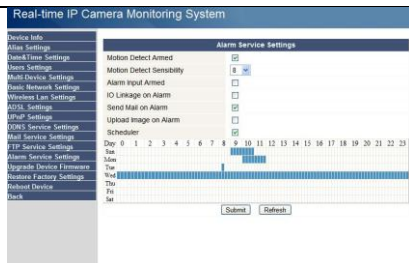 Real-time IP Camera Monitoring System
Device Info
Alias Settings
Date&Time Settings
Users Settings
Multi-Device Settings
Basic Network Settings
Wireless Lan Settings
ADSL Settings
UPnP Settings
DDNS Service Settings
Mail Service Settings
FTP Service Settings
Alarm Service Settings
Upgrade Device Firmware
Restore Factory Settings
Reboot Device
Back
Alarm Service Settings
Motion Detect Armed
Motion Detect Sensibility 8
Alarm Input Armed
IO Linkage on Alarm
Send Mail on Alarm
Upload Image on Alarm
Scheduler
Day 0 1 2 3 4 5 6 7 8 9 10 11 12 13 14 15 16 17 18 19 20 21 22 23
Sun
Mon
Tue
Wed
Thu
Fri
Sat
Submit Refresh